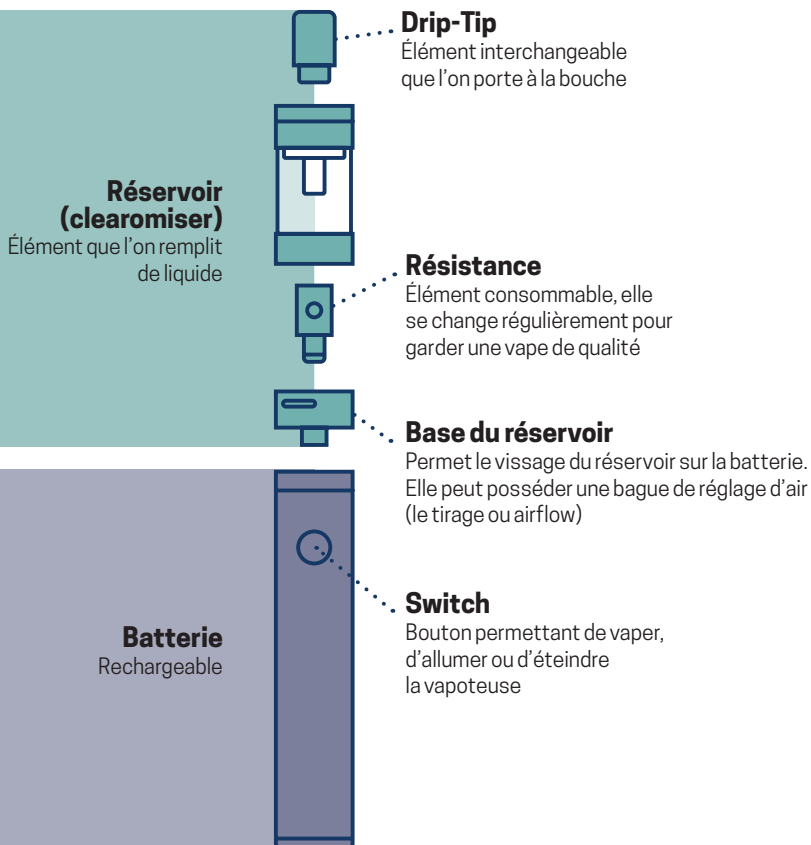 Drip-Tip
Élément interchangeable
que l’on porte à la bouche
Réservoir
(clearomiser)
Élément que l’on remplit
de liquide
Résistance
Élément consommable, elle
se change régulièrement pour
garder une vape de qualité
Base du réservoir
Permet le vissage du réservoir sur la batterie.
Elle peut posséder une bague de réglage d’air
(le tirage ou airflow)
Switch
Bouton permettant de vaper,
d’allumer ou d’éteindre
la vapoteuse
Batterie
Rechargeable